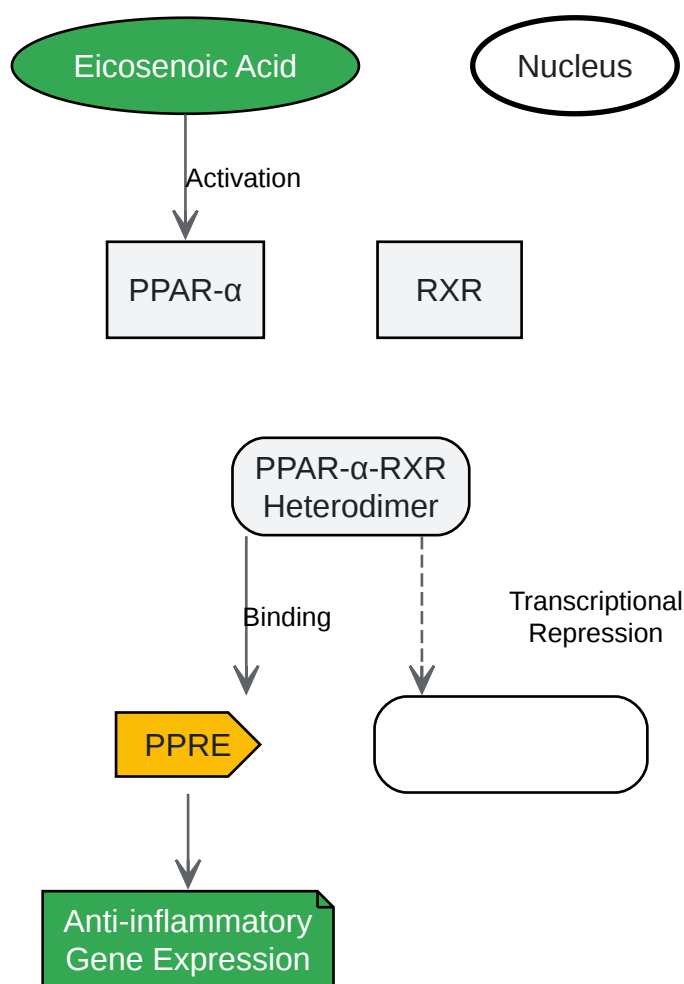 Eicosenoic Acid
Nucleus
Activation
PPAR-α
RXR
PPAR-α-RXR
Heterodimer
Binding
Transcriptional
Repression
PPRE
Anti-inflammatory
Gene Expression